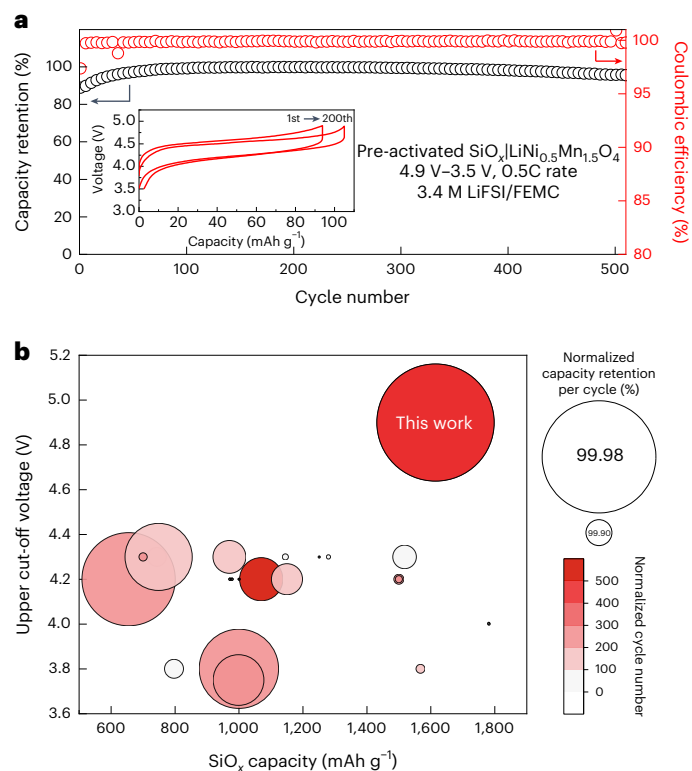 a
Capacity retention (%)
100
80
60
40
20
0
0
100
200
300
400
500
Cycle number
100
95
90
85
80
Coulombic efficiency (%)
Voltage (V)
5.0
4.5
4.0
3.5
3.0
0
20
40
60
80
100
Capacity (mAh g⁻¹)
1st → 200th
Pre-activated SiOₓ|LiNi₀.₅Mn₁.₅O₄
4.9 V–3.5 V, 0.5C rate
3.4 M LiFSI/FEMC
b
Upper cut-off voltage (V)
5.2
5.0
4.8
4.6
4.4
4.2
4.0
3.8
3.6
600
800
1,000
1,200
1,400
1,600
1,800
SiOₓ capacity (mAh g⁻¹)
This work
Normalized
capacity retention
per cycle (%)
99.98
99.90
500
400
300
200
100
0
Normalized cycle number